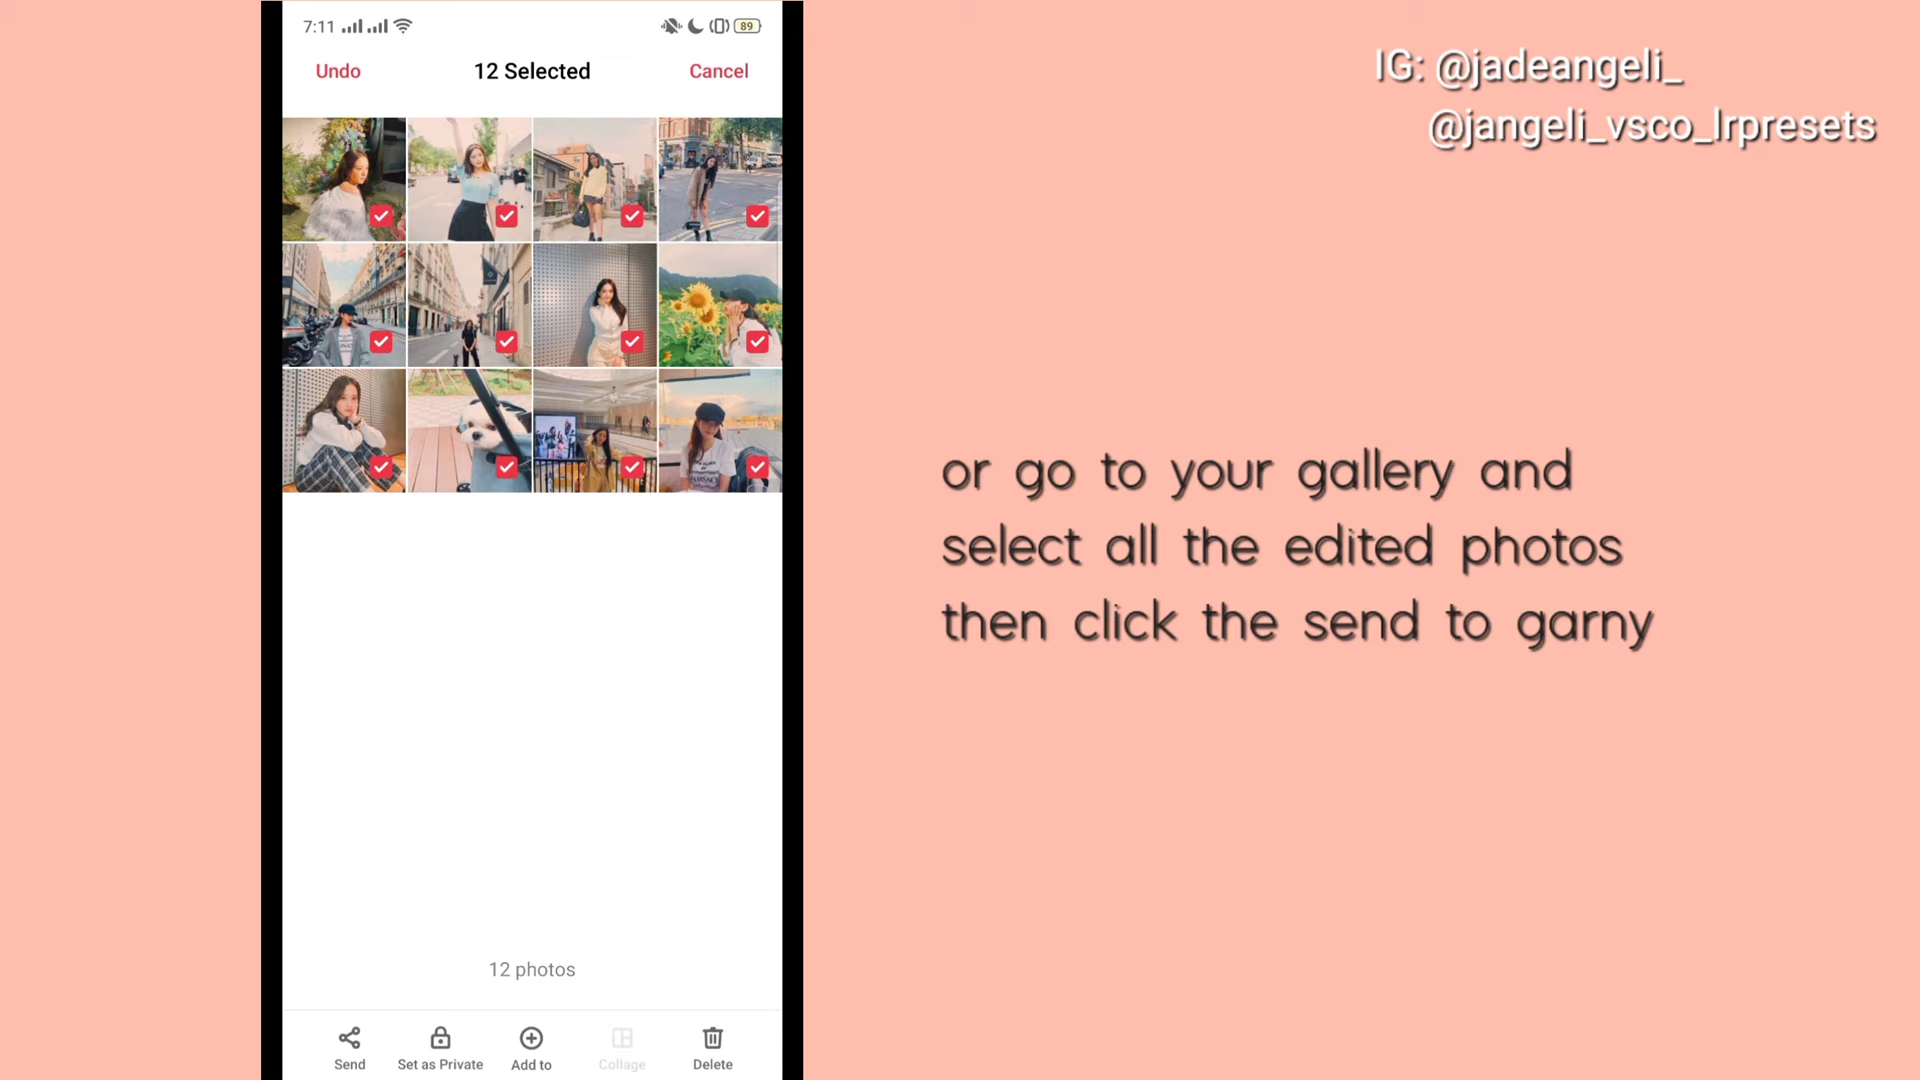 7:11
89
Undo
12 Selected
Cancel
12 photos
Send
Set as Private
Add to
Collage
Delete
IG: @jadeangeli_
@jangeli_vsco_lrpresets
or go to your gallery and
select all the edited photos
then click the send to garny